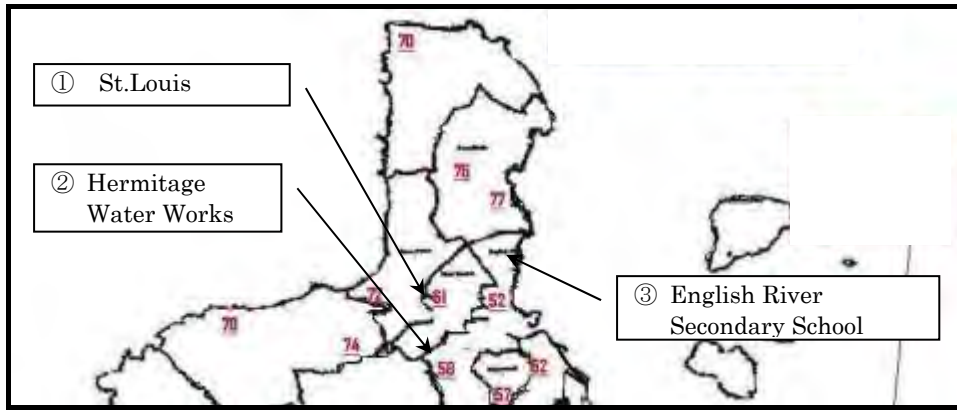 70
① St.Louis
76
② Hermitage
Water Works
77
③ English River
Secondary School
72
61
52
70
74
58
52
57